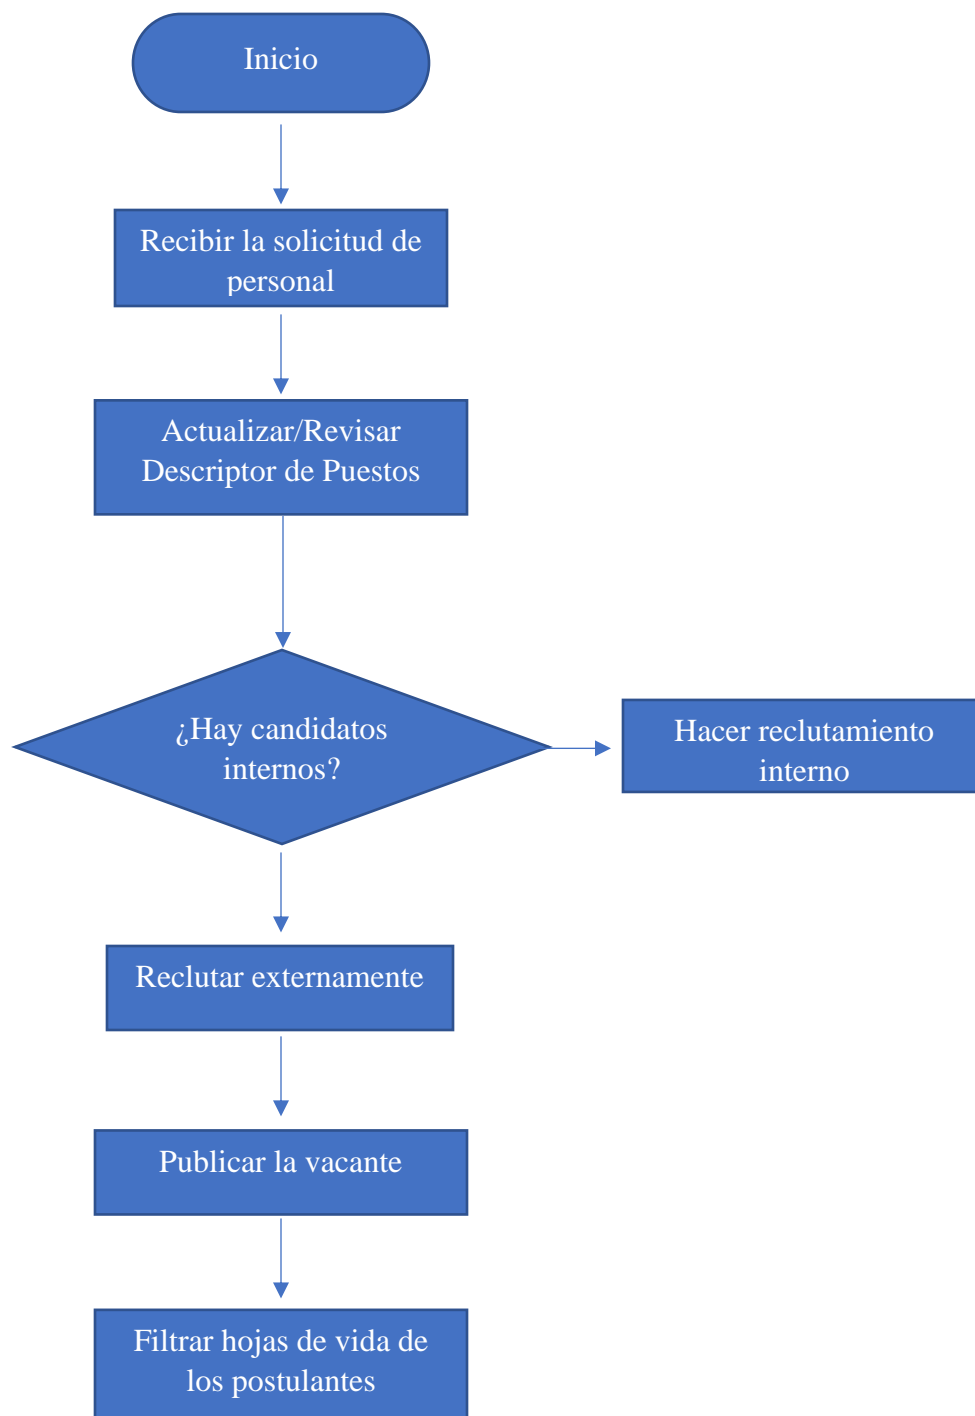 Inicio
Recibir la solicitud de
personal
Actualizar/Revisar
Descriptor de Puestos
¿Hay candidatos
internos?
Hacer reclutamiento
interno
Reclutar externamente
Publicar la vacante
Filtrar hojas de vida de
los postulantes